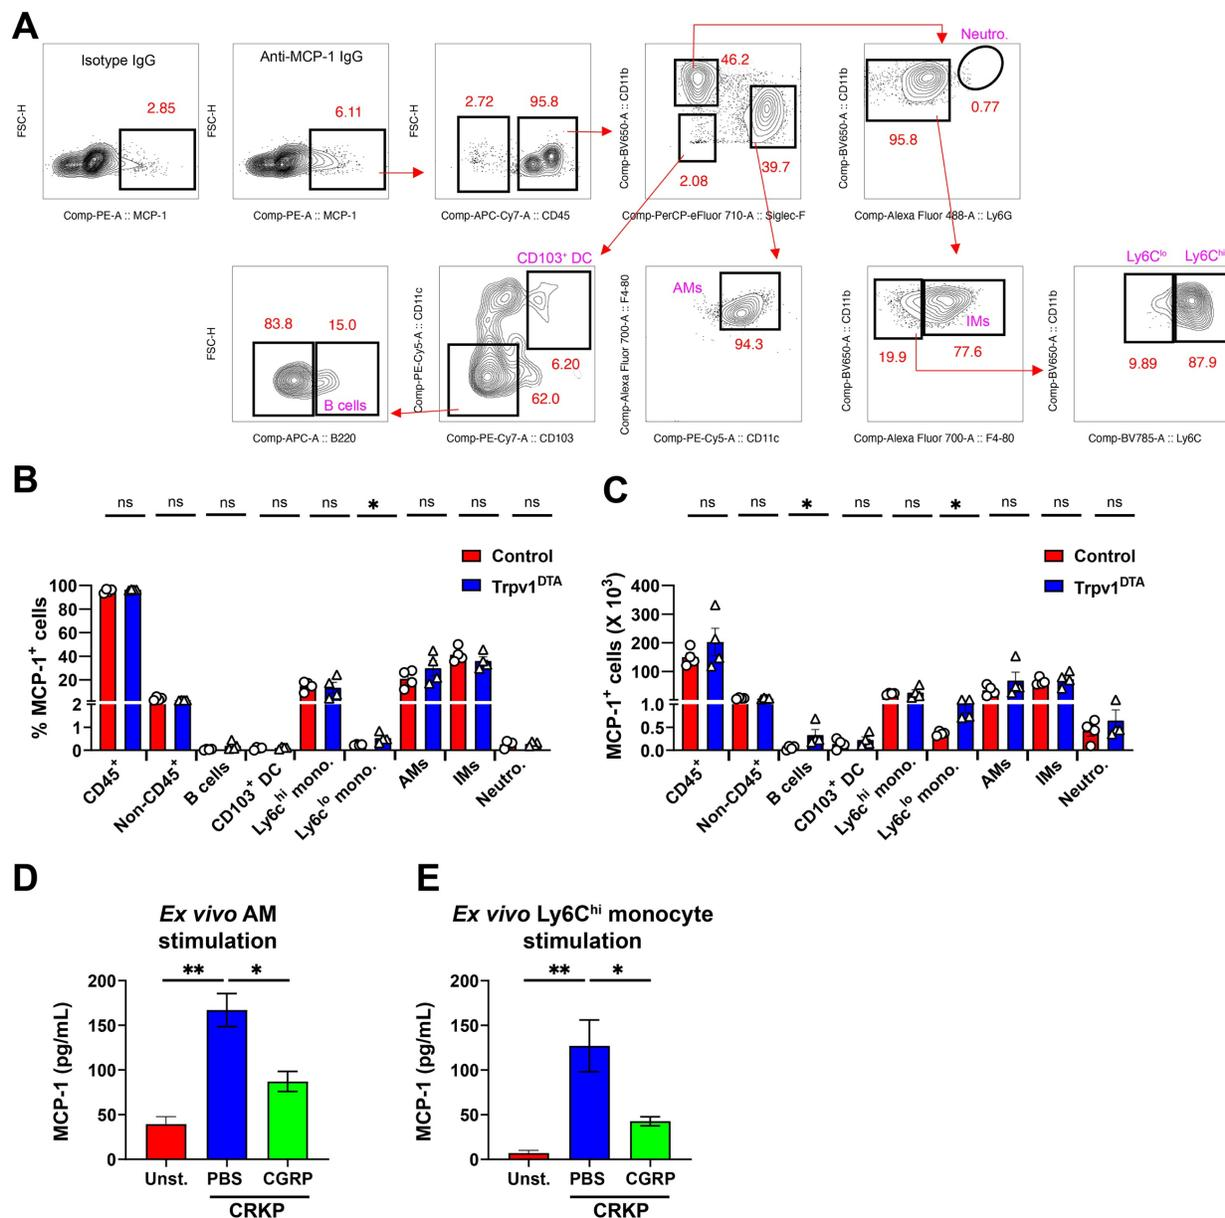 A
Isotype IgG
2.85
FSC-H
Comp-PE-A :: MCP-1
Anti-MCP-1 IgG
6.11
FSC-H
Comp-PE-A :: MCP-1
2.72
95.8
FSC-H
Comp-APC-Cy7-A :: CD45
46.2
2.08
39.7
Comp-BV650-A :: CD11b
Comp-PerCP-eFluor 710-A :: Siglec-F
Neutro.
0.77
95.8
Comp-BV650-A :: CD11b
Comp-Alexa Fluor 488-A :: Ly6G
83.8
15.0
B cells
FSC-H
Comp-APC-A :: B220
CD103⁺ DC
6.20
62.0
Comp-PE-Cy5-A :: CD11c
Comp-PE-Cy7-A :: CD103
AMs
94.3
Comp-Alexa Fluor 700-A :: F4-80
Comp-PE-Cy5-A :: CD11c
IMs
19.9
77.6
Comp-BV650-A :: CD11b
Comp-Alexa Fluor 700-A :: F4-80
Ly6Cˡᵒ
Ly6Cʰⁱ
9.89
87.9
Comp-BV650-A :: CD11b
Comp-BV785-A :: Ly6C
B
ns ns ns ns ns * ns ns ns
Control
Trpv1ᴰᵀᴬ
% MCP-1⁺ cells
100
80
60
40
20
2
1
0
CD45⁺
Non-CD45⁺
B cells
CD103⁺ DC
Ly6cʰⁱ mono.
Ly6cˡᵒ mono.
AMs
IMs
Neutro.
C
ns ns * ns ns * ns ns ns
Control
Trpv1ᴰᵀᴬ
MCP-1⁺ cells (X 10³)
400
300
200
100
1.0
0.5
0.0
CD45⁺
Non-CD45⁺
B cells
CD103⁺ DC
Ly6cʰⁱ mono.
Ly6cˡᵒ mono.
AMs
IMs
Neutro.
D
Ex vivo AM
stimulation
** *
MCP-1 (pg/mL)
200
150
100
50
0
Unst. PBS CGRP
CRKP
E
Ex vivo Ly6Cʰⁱ monocyte
stimulation
** *
MCP-1 (pg/mL)
200
150
100
50
0
Unst. PBS CGRP
CRKP